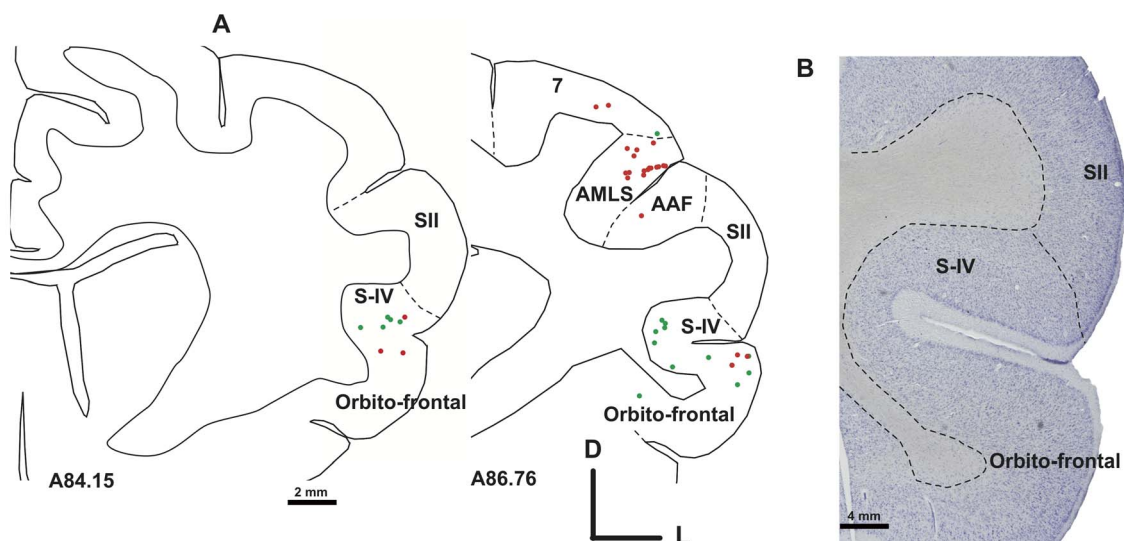 A
7
AMLS
AAF
SII
SII
S-IV
S-IV
Orbito-frontal
Orbito-frontal
A84.15
2 mm
A86.76
D
L
B
SII
S-IV
Orbito-frontal
4 mm